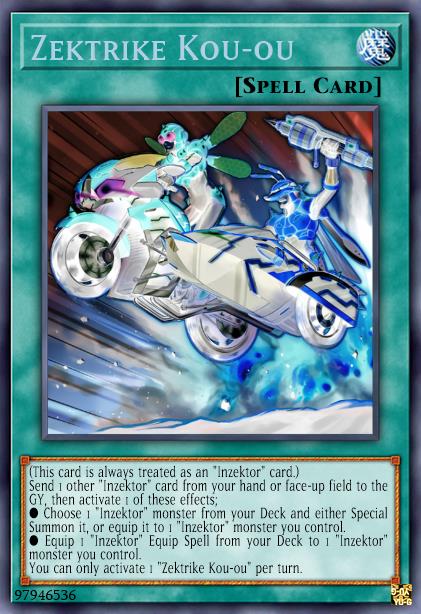 Zektrike Kou-ou
魔
[Spell Card]
(This card is always treated as an "Inzektor" card.)
Send 1 other "Inzektor" card from your hand or face-up field to the
GY, then activate 1 of these effects;
● Choose 1 "Inzektor" monster from your Deck and either Special
Summon it, or equip it to 1 "Inzektor" monster you control.
● Equip 1 "Inzektor" Equip Spell from your Deck to 1 "Inzektor"
monster you control.
You can only activate 1 "Zektrike Kou-ou" per turn.
97946536